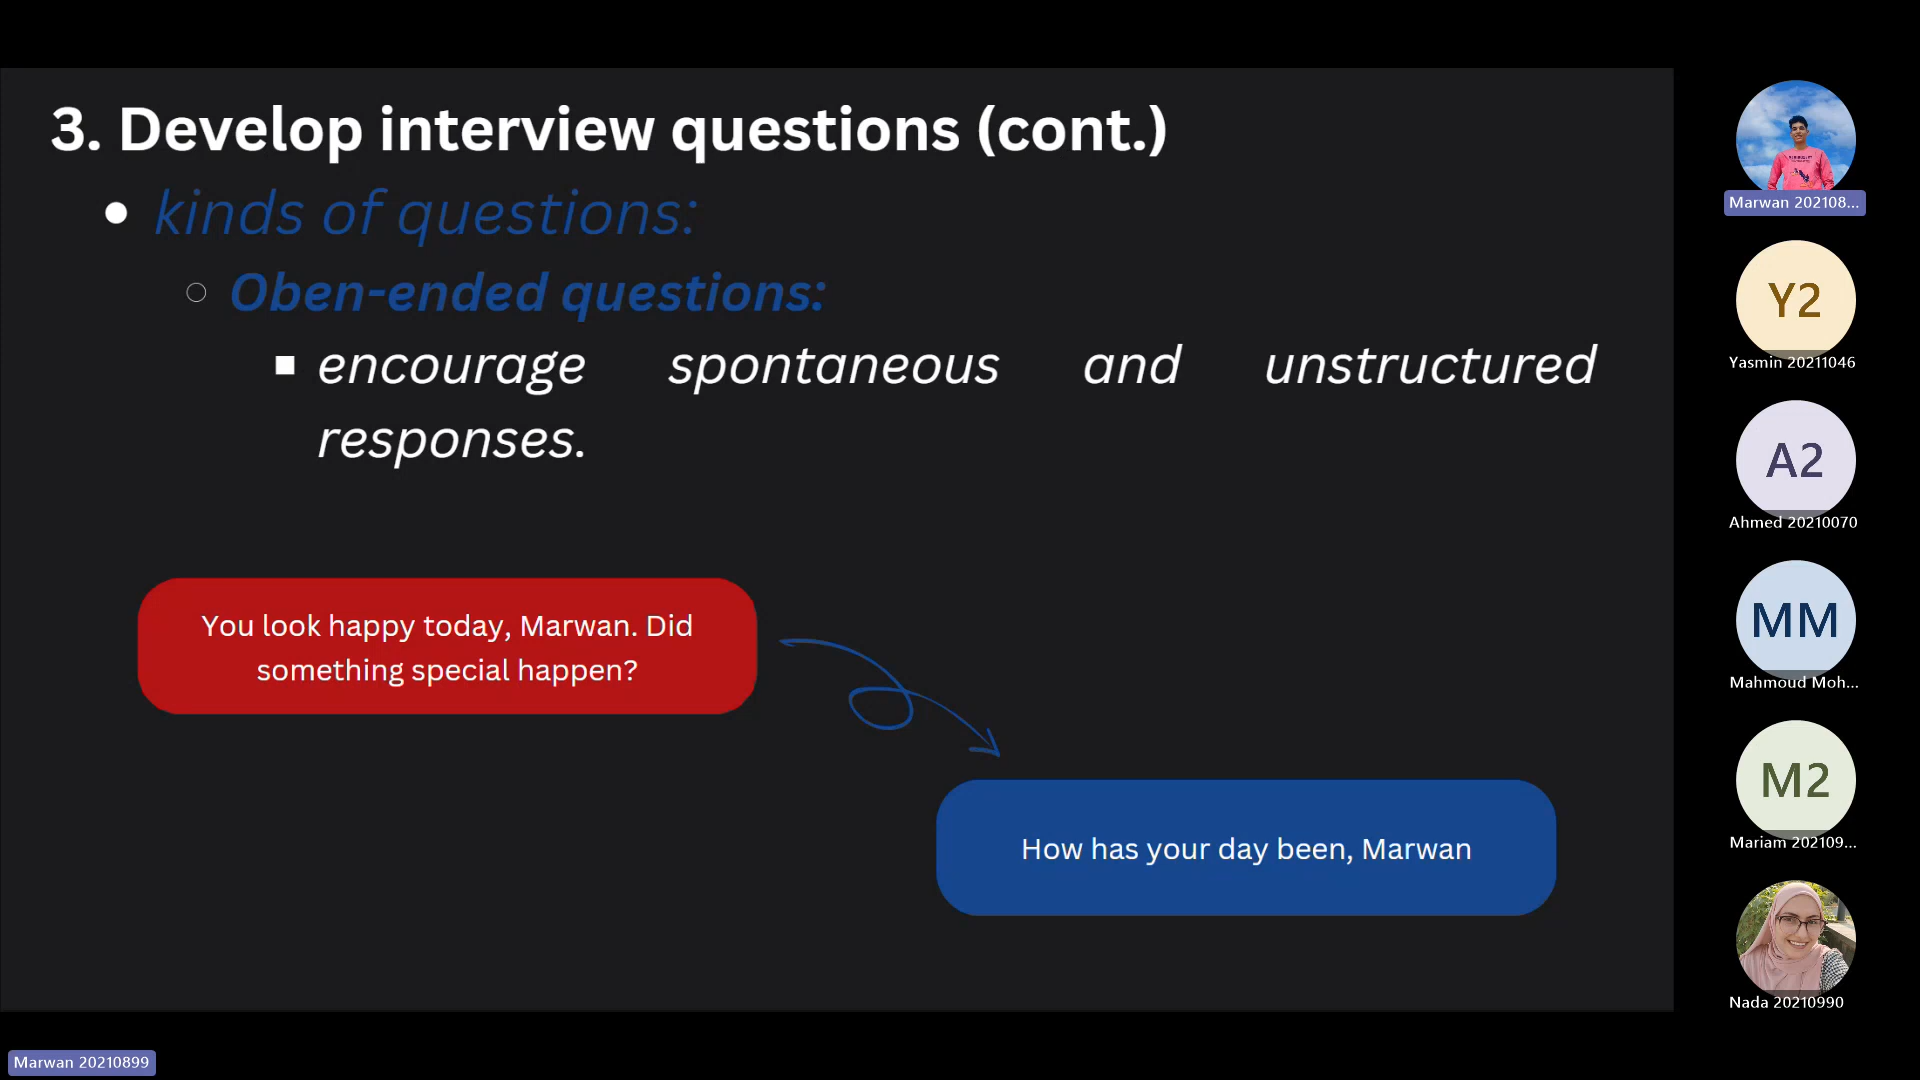 3. Develop interview questions (cont.)
kinds of questions:
Oben-ended questions:
encourage spontaneous and unstructured
responses.
You look happy today, Marwan. Did
something special happen?
How has your day been, Marwan
Marwan 202108...
Y2
Yasmin 20211046
A2
Ahmed 20210070
MM
Mahmoud Moh...
M2
Mariam 202109...
Nada 20210990
Marwan 20210899